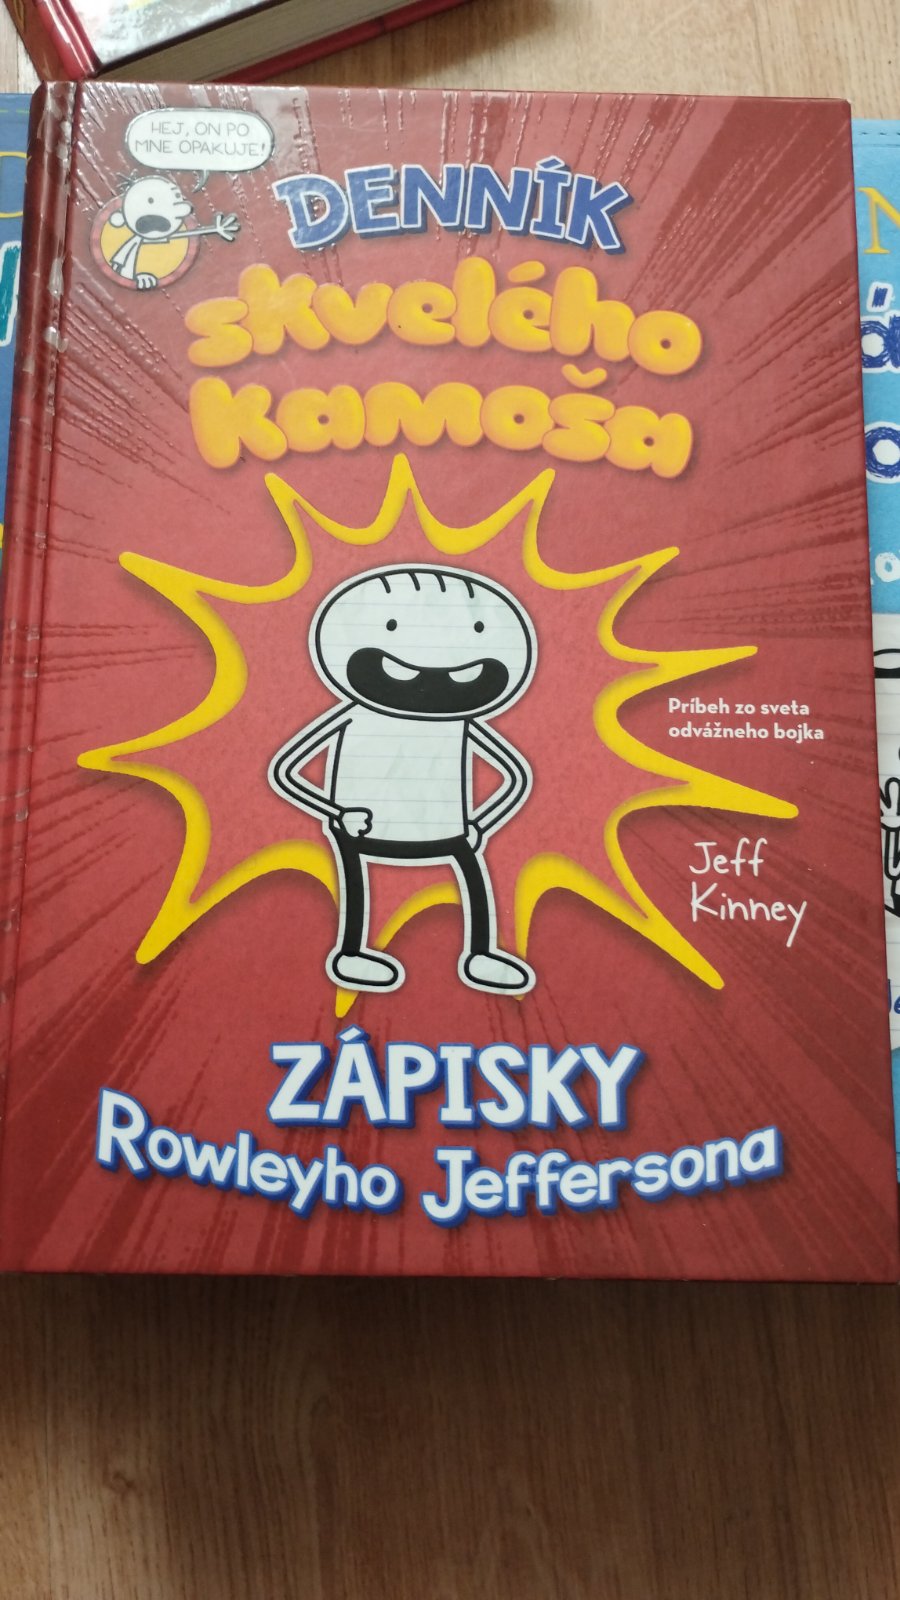 HEJ, ON PO
MNE OPAKUJE!
DENNÍK
skvelého
kamoša
Príbeh zo sveta
odvážneho bojka
Jeff
Kinney
ZÁPISKY
Rowleyho Jeffersona